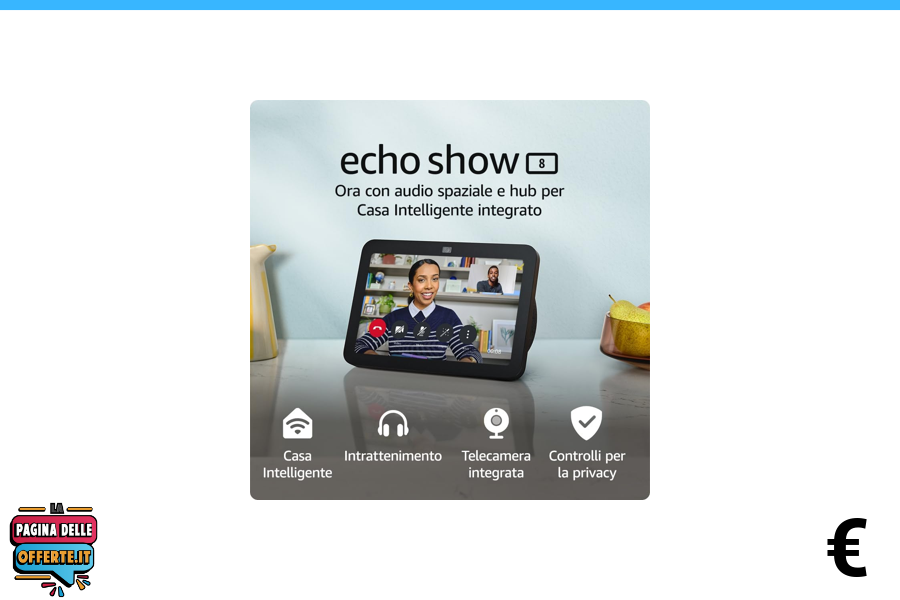 echo show 8
Ora con audio spaziale e hub per
Casa Intelligente integrato
Casa
Intelligente
Intrattenimento
Telecamera
integrata
Controlli per
la privacy
LA
PAGINA DELLE
OFFERTE.IT
€